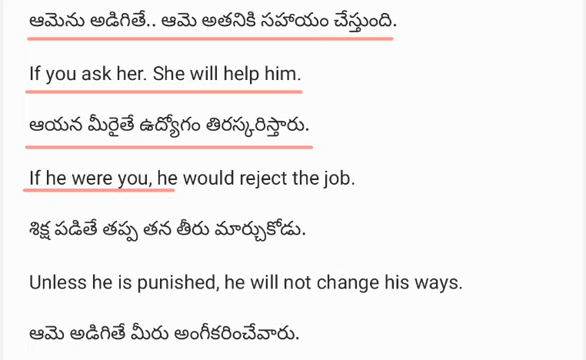 ఆమెను అడిగితే.. ఆమె అతనికి సహాయం చేస్తుంది.
If you ask her. She will help him.
ఆయన మీరైతే ఉద్యోగం తిరస్కరిస్తారు.
If he were you, he would reject the job.
శిక్ష పడితే తప్ప తన తీరు మార్చుకోడు.
Unless he is punished, he will not change his ways.
ఆమె అడిగితే మీరు అంగీకరించేవారు.